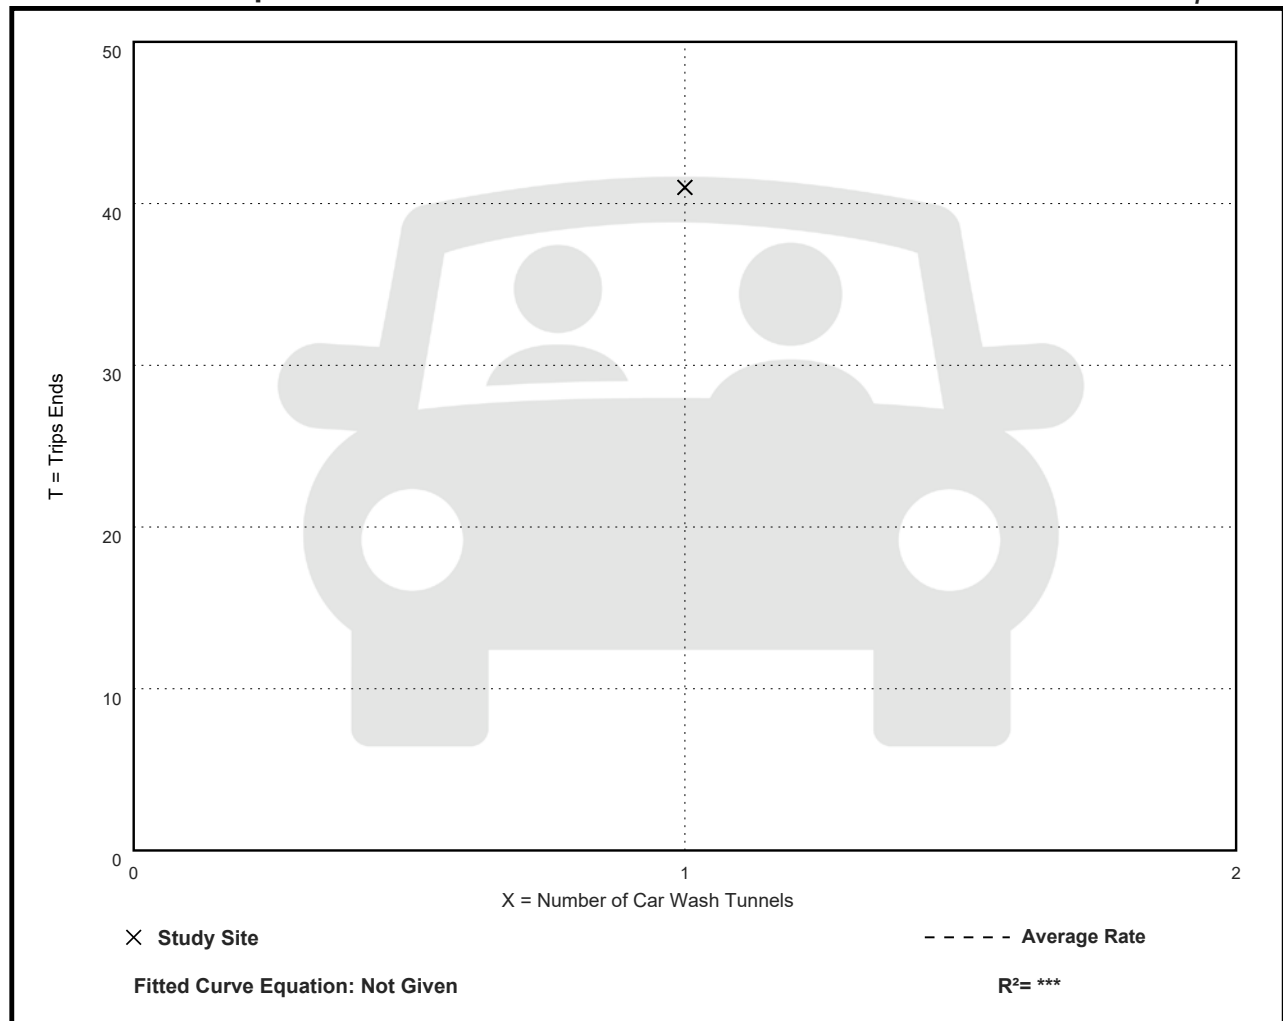 50
40
30
20
10
0
T = Trips Ends
0 1 2
X = Number of Car Wash Tunnels
Study Site
Average Rate
Fitted Curve Equation: Not Given
R²= ***